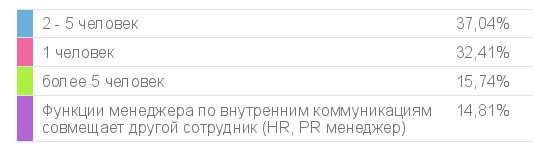 2 - 5 человек 37,04%
1 человек 32,41%
более 5 человек 15,74%
Функции менеджера по внутренним коммуникациям 14,81%
совмещает другой сотрудник (HR, PR менеджер)